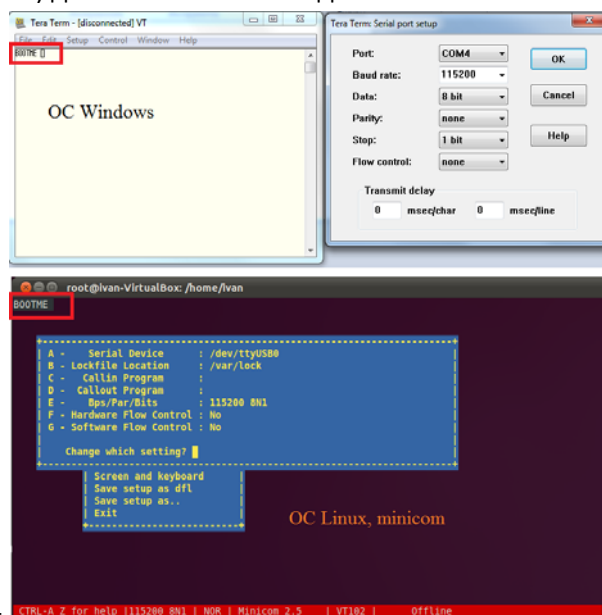 Tera Term - [disconnected] VT
File Edit Setup Control Window Help
BOOTME
OC Windows
Tera Term: Serial port setup
Port: COM4 OK
Baud rate: 115200
Data: 8 bit Cancel
Parity: none
Stop: 1 bit Help
Flow control: none
Transmit delay
0 msec/char 0 msec/line
root@ivan-VirtualBox: /home/ivan
BOOTME
A - Serial Device : /dev/ttyUSB0
B - Lockfile Location : /var/lock
C - Callin Program :
D - Callout Program :
E - Bps/Par/Bits : 115200 8N1
F - Hardware Flow Control : No
G - Software Flow Control : No
Change which setting?
Screen and keyboard
Save setup as dfl
Save setup as..
Exit
OC Linux, minicom
CTRL-A Z for help |115200 8N1 | NOR | Minicom 2.5 | VT102 | Offline